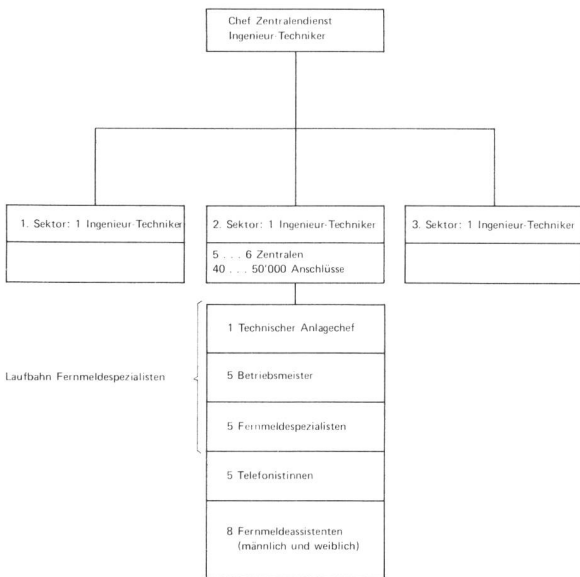 Chef Zentralendienst
Ingenieur-Techniker
1. Sektor: 1 Ingenieur-Techniker
2. Sektor: 1 Ingenieur-Techniker
3. Sektor: 1 Ingenieur-Techniker
5 . . . 6 Zentralen
40 . . . 50'000 Anschlüsse
1 Technischer Anlagechef
Laufbahn Fernmeldespezialisten
5 Betriebsmeister
5 Fernmeldespezialisten
5 Telefonistinnen
8 Fernmeldeassistenten
(männlich und weiblich)